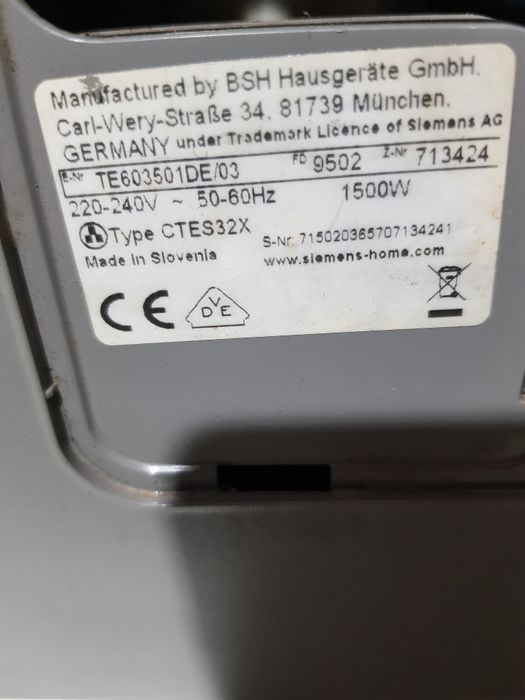 Manufactured by BSH Hausgeräte GmbH.
Carl-Wery-Straße 34. 81739 München.
GERMANY under Trademark Licence of Siemens AG
E-Nr TE603501DE/03 FD 9502 Z-Nr 713424
220-240V ~ 50-60Hz 1500W
Type CTES32X S-Nr. 715020365707134241
Made in Slovenia www.siemens-home.com
CE DVE